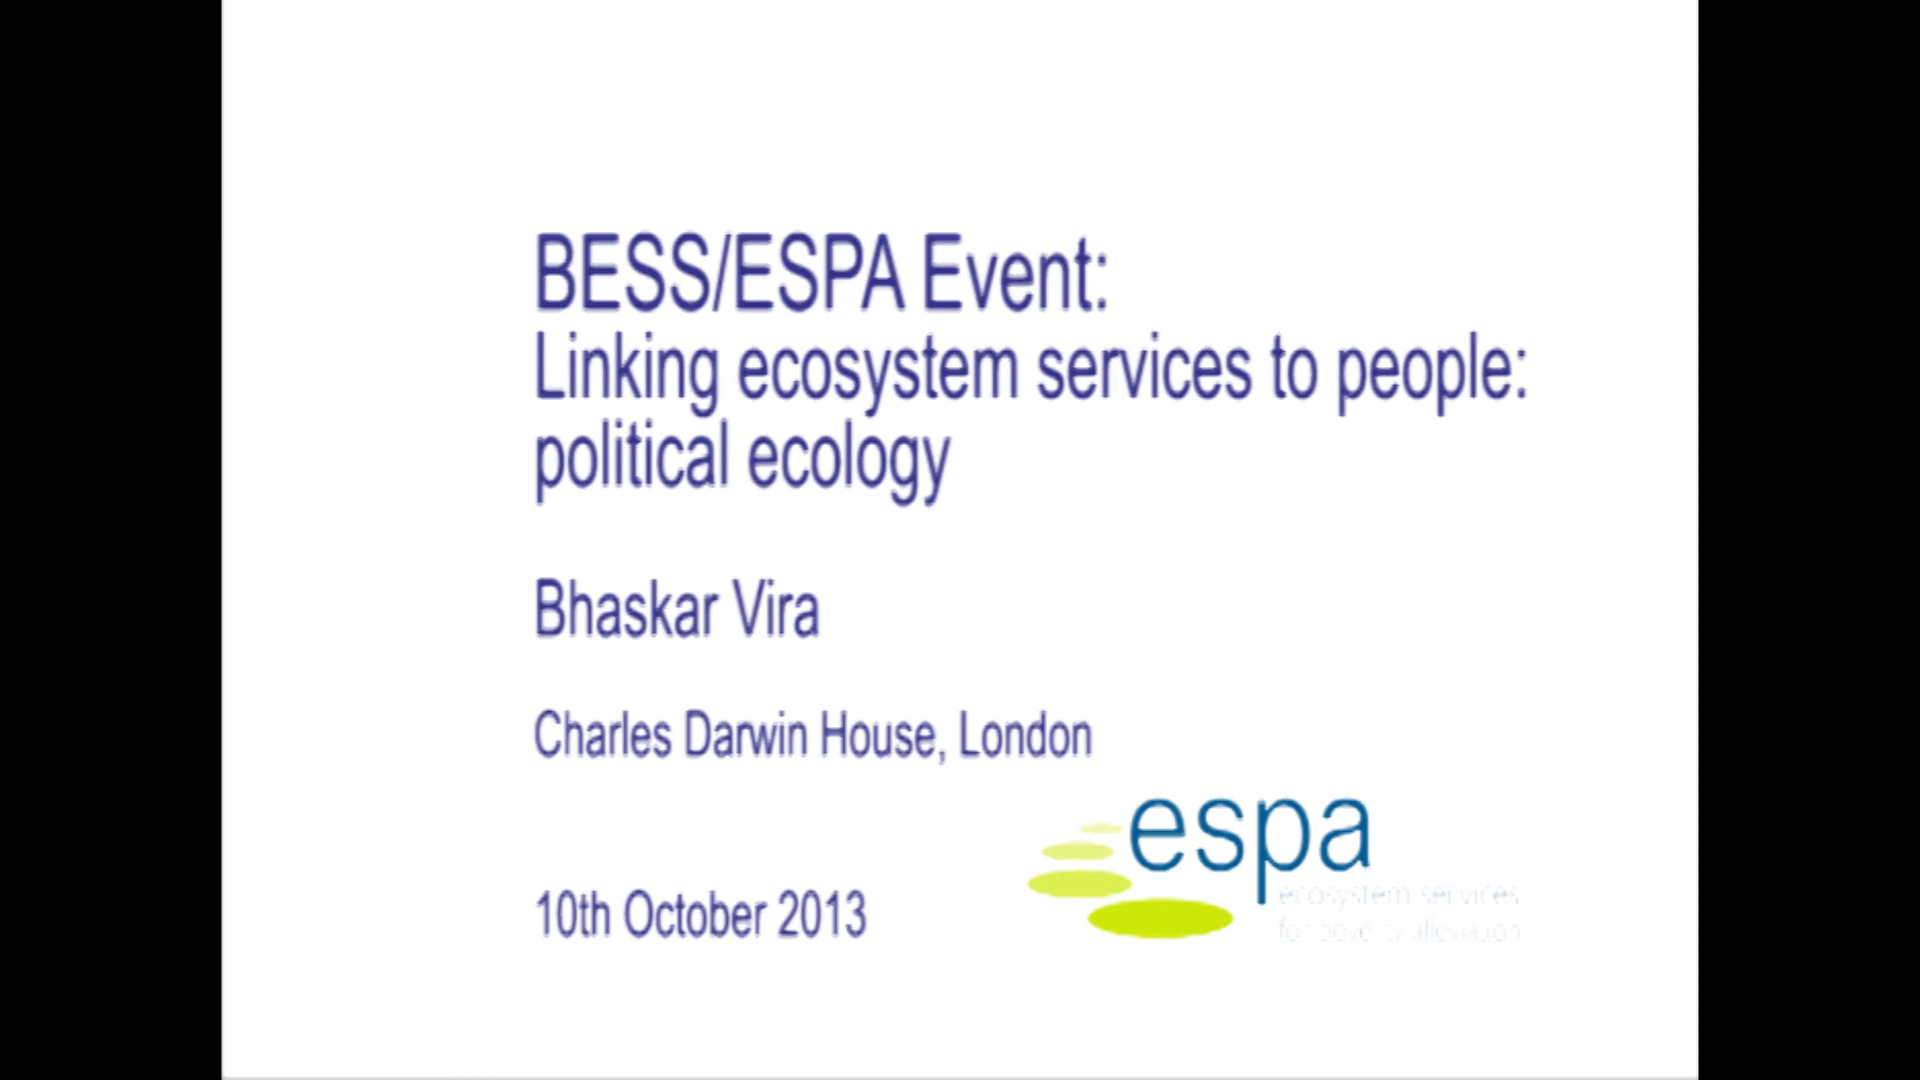 BESS/ESPA Event:
Linking ecosystem services to people:
political ecology
Bhaskar Vira
Charles Darwin House, London
espa
ecosystem services
for poverty alleviation
10th October 2013